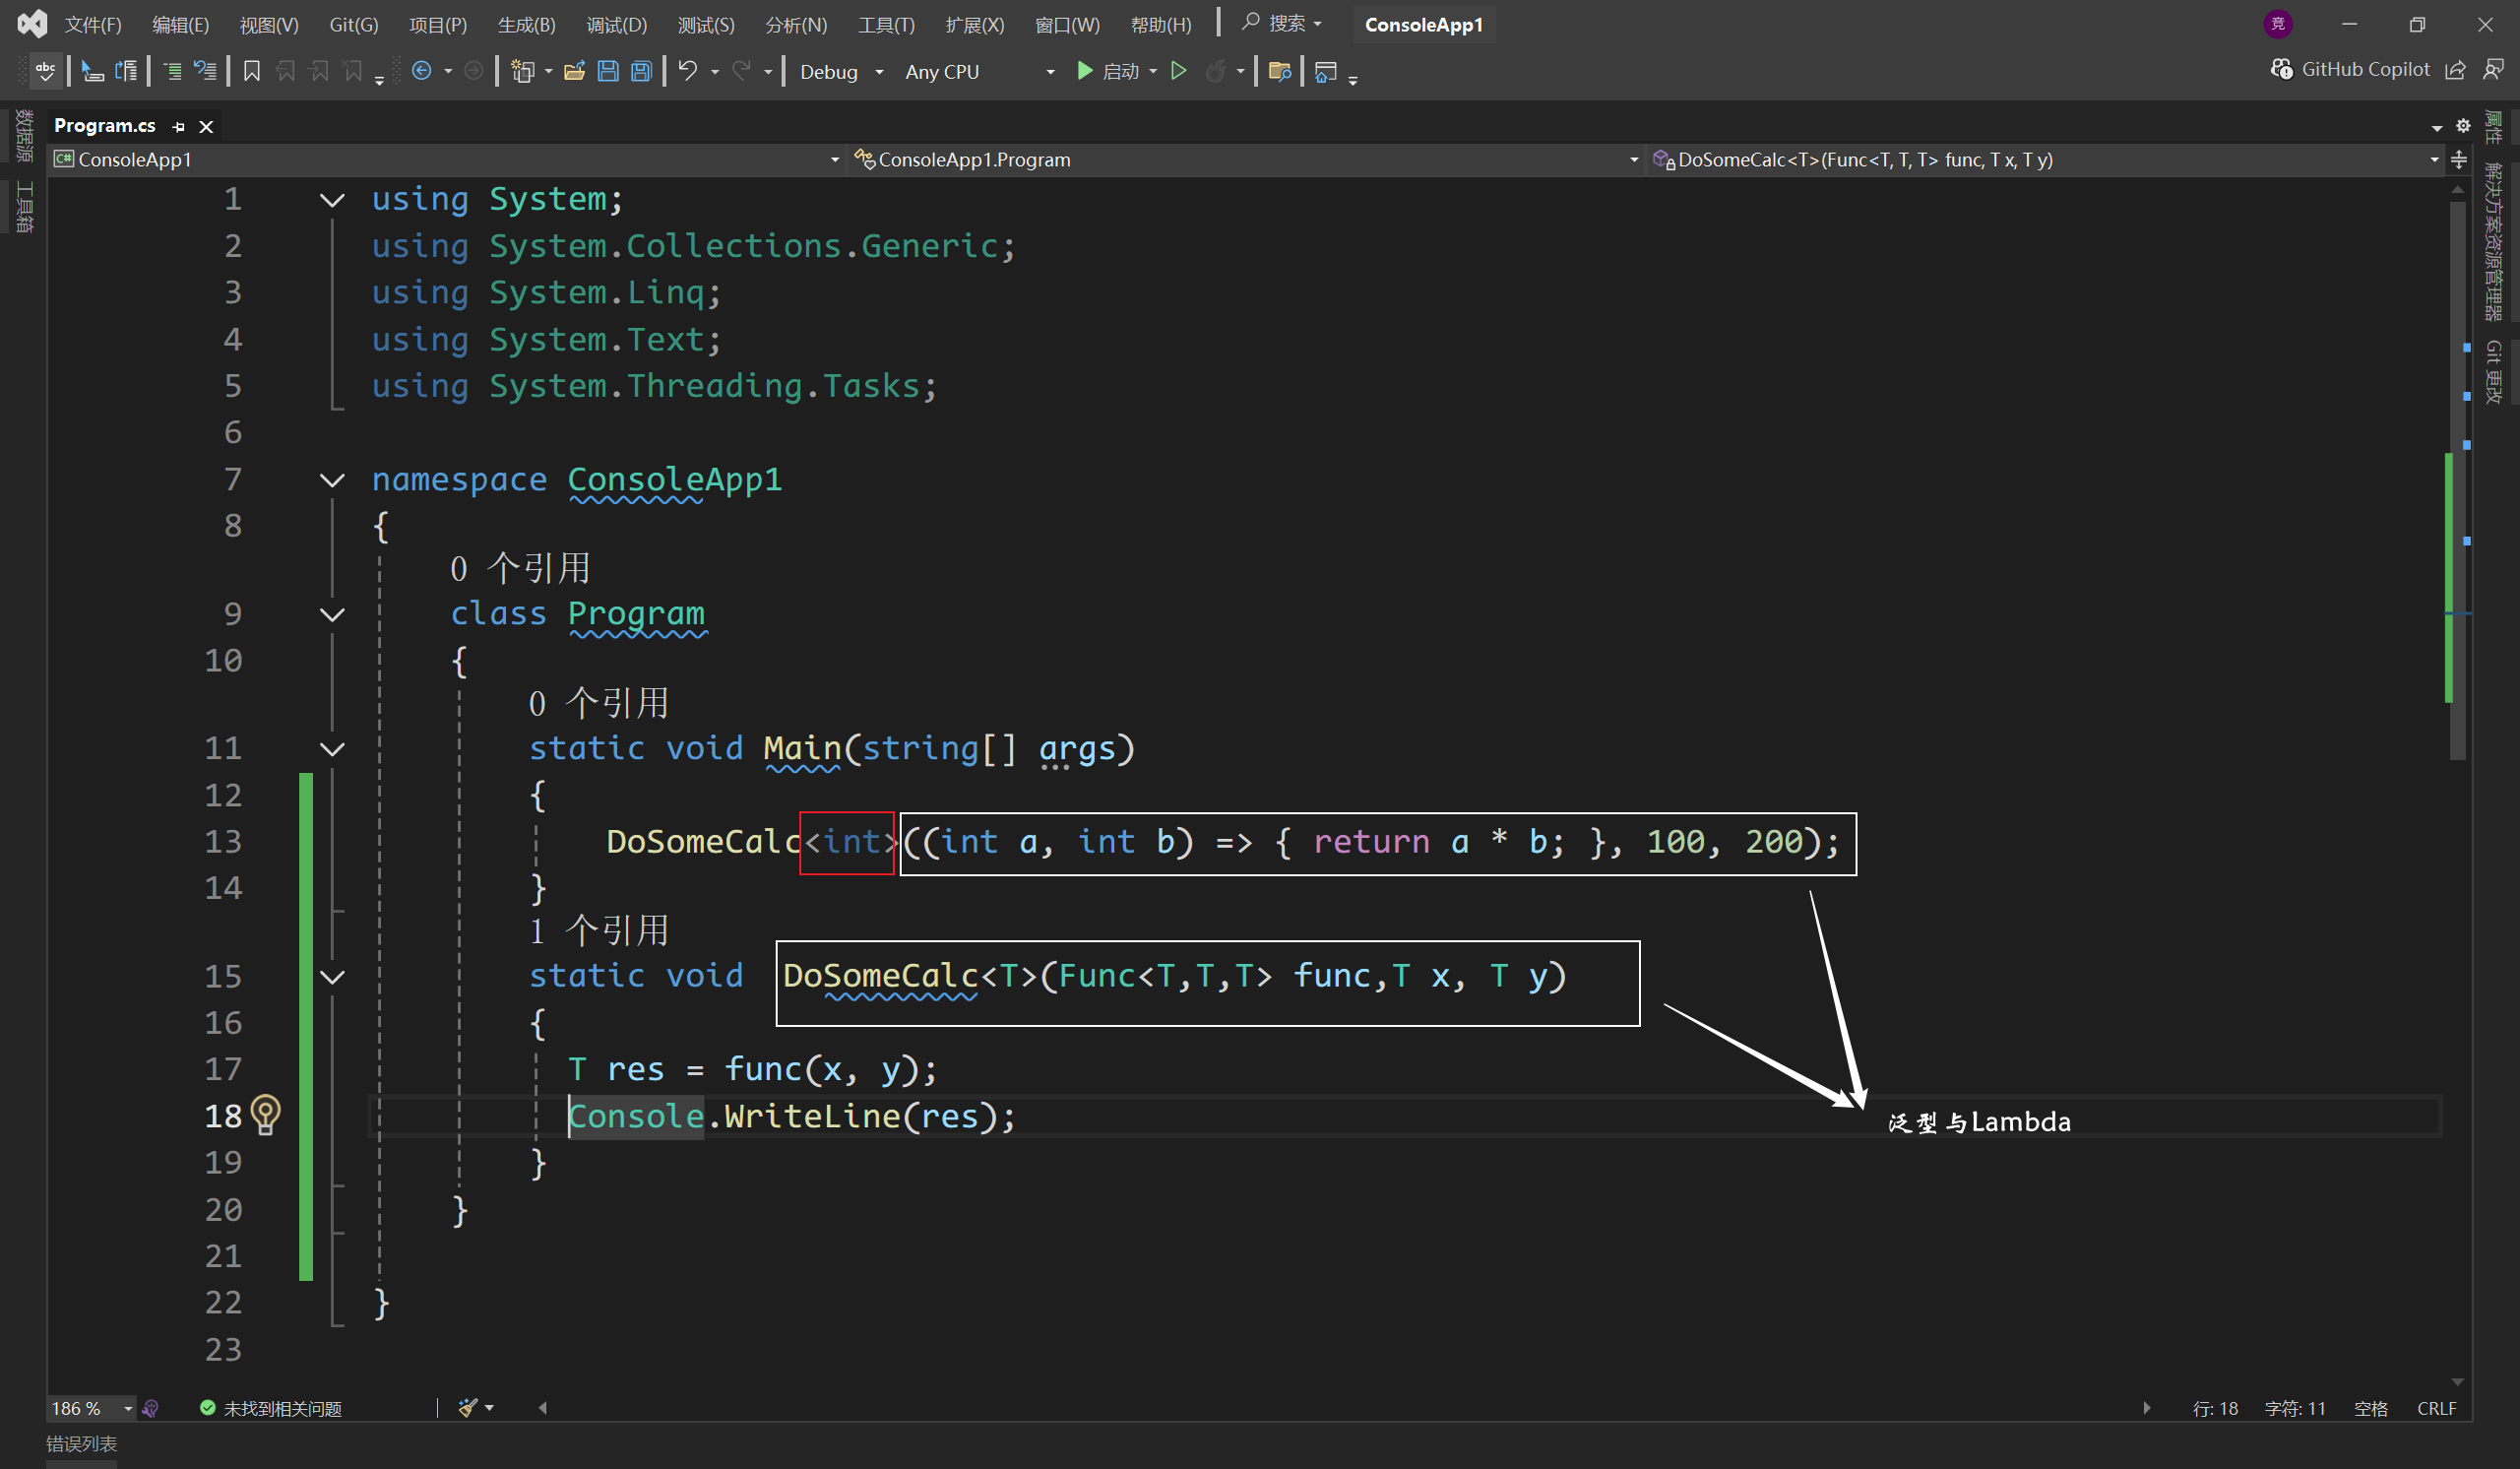 文件(F) 编辑(E) 视图(V) Git(G) 项目(P) 生成(B) 调试(D) 测试(S) 分析(N) 工具(T) 扩展(X) 窗口(W) 帮助(H) 搜索 ConsoleApp1 竞
abc Debug Any CPU 启动 GitHub Copilot
数据源
工具箱
Program.cs
C# ConsoleApp1 ConsoleApp1.Program DoSomeCalc<T>(Func<T, T, T> func, T x, T y)
属性
解决方案资源管理器
Git 更改
1 using System;
2 using System.Collections.Generic;
3 using System.Linq;
4 using System.Text;
5 using System.Threading.Tasks;
6
7 namespace ConsoleApp1
8 {
0 个引用
9 class Program
10 {
0 个引用
11 static void Main(string[] args)
12 {
13 DoSomeCalc<int>((int a, int b) => { return a * b; }, 100, 200);
14 }
1 个引用
15 static void DoSomeCalc<T>(Func<T,T,T> func,T x, T y)
16 {
17 T res = func(x, y);
18 Console.WriteLine(res);
泛型与Lambda
19 }
20 }
21
22 }
23
186 % 未找到相关问题 行: 18 字符: 11 空格 CRLF
错误列表